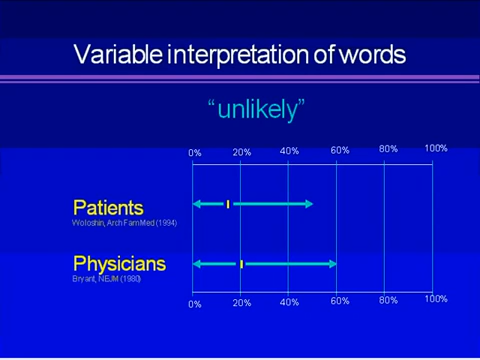 Variable interpretation of words
“unlikely”
0% 20% 40% 60% 80% 100%
Patients
Woloshin, Arch Fam Med (1994)
Physicians
Bryant, NEJM (1980)
0% 20% 40% 60% 80% 100%